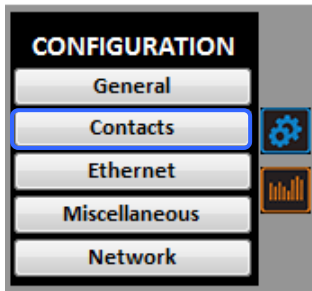 CONFIGURATION
General
Contacts
Ethernet
Miscellaneous
Network